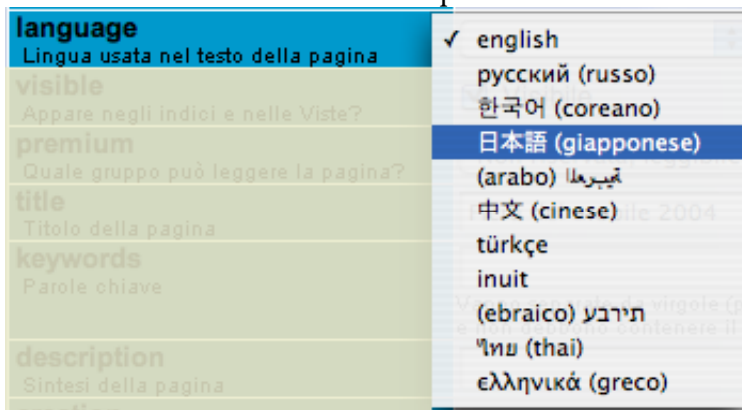 language
Lingua usata nel testo della pagina
visible
Appare negli indici e nelle Viste?
premium
Quale gruppo può leggere la pagina?
title
Titolo della pagina
keywords
Parole chiave
description
Sintesi della pagina
✓ english
русский (russo)
한국어 (coreano)
日本語 (giapponese)
(arabo) العربية
中文 (cinese)
türkçe
inuit
(ebraico) תירבע
ไทย (thai)
ελληνικά (greco)
2004